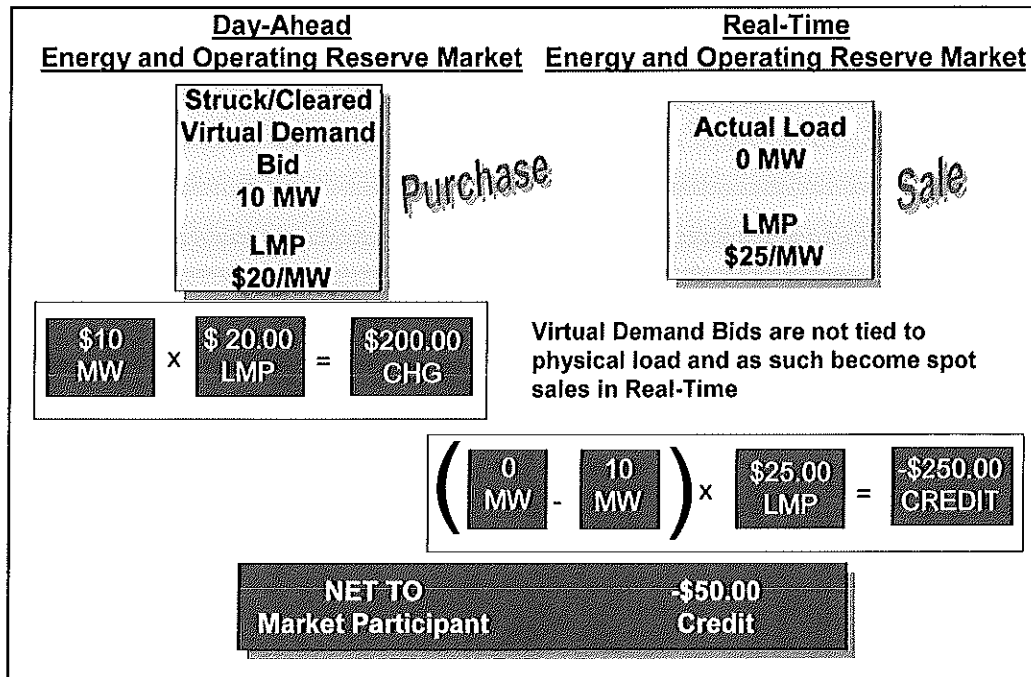 Day-Ahead
Energy and Operating Reserve Market
Real-Time
Energy and Operating Reserve Market
Struck/Cleared
Virtual Demand
Bid
10 MW
LMP
$20/MW
Purchase
Actual Load
0 MW
LMP
$25/MW
Sale
$10
MW
x
$ 20.00
LMP
=
$200.00
CHG
Virtual Demand Bids are not tied to
physical load and as such become spot
sales in Real-Time
(
0
MW
-
10
MW
)
x
$25.00
LMP
=
-$250.00
CREDIT
NET TO
Market Participant
-$50.00
Credit